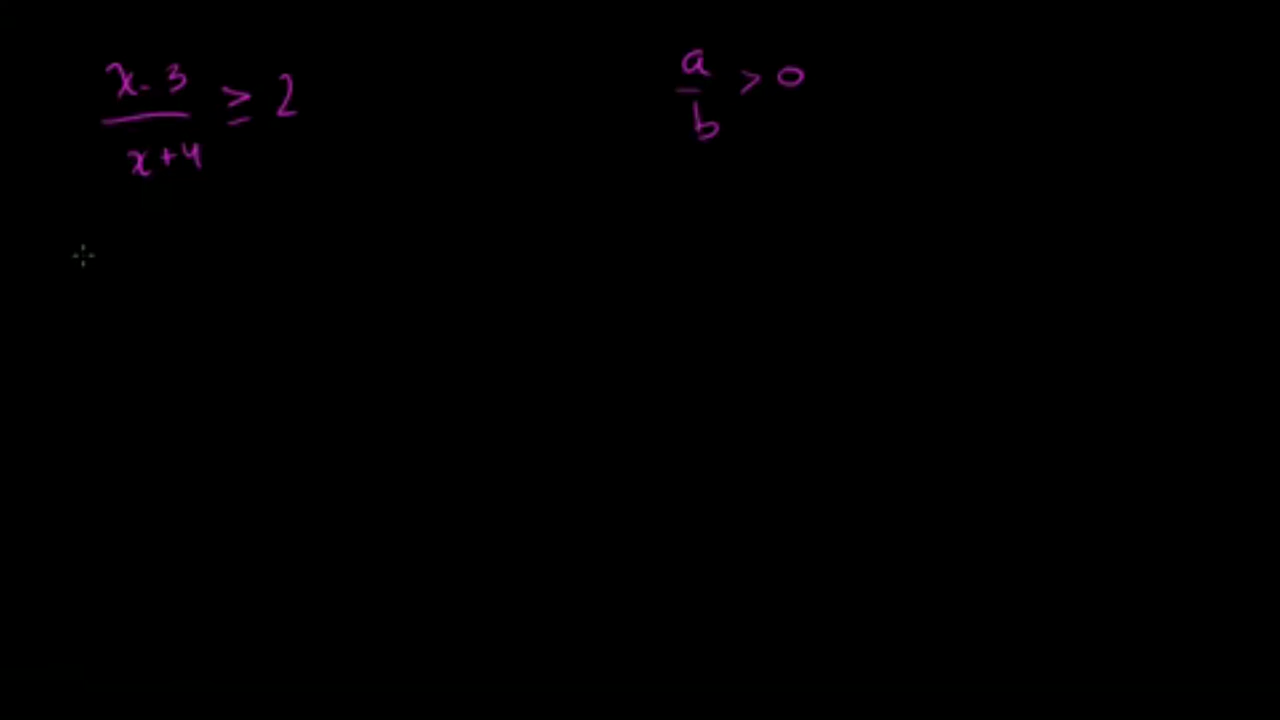 x - 3 / x + 4 ≥ 2
a / b > 0